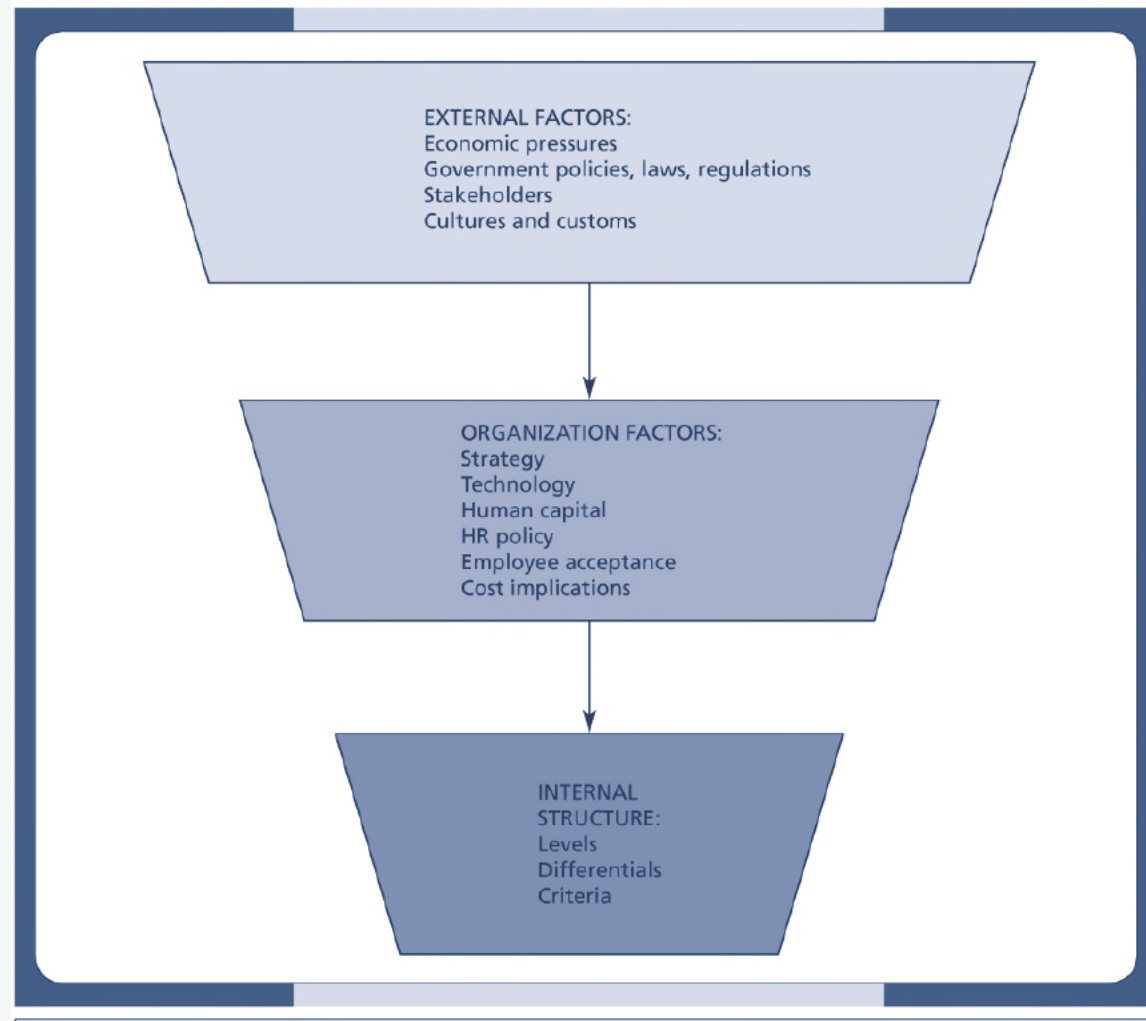 EXTERNAL FACTORS:
Economic pressures
Government policies, laws, regulations
Stakeholders
Cultures and customs
ORGANIZATION FACTORS:
Strategy
Technology
Human capital
HR policy
Employee acceptance
Cost implications
INTERNAL
STRUCTURE:
Levels
Differentials
Criteria